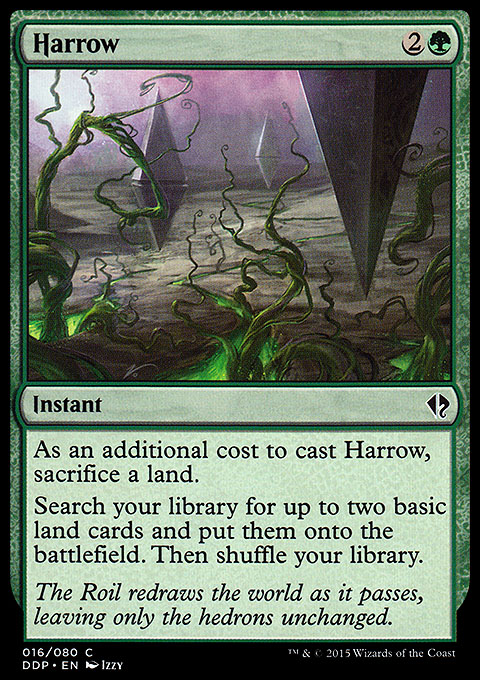 Harrow 2
Instant
As an additional cost to cast Harrow,
sacrifice a land.
Search your library for up to two basic
land cards and put them onto the
battlefield. Then shuffle your library.
The Roil redraws the world as it passes,
leaving only the hedrons unchanged.
016/080 C
DDP • EN Izzy
™ & © 2015 Wizards of the Coast